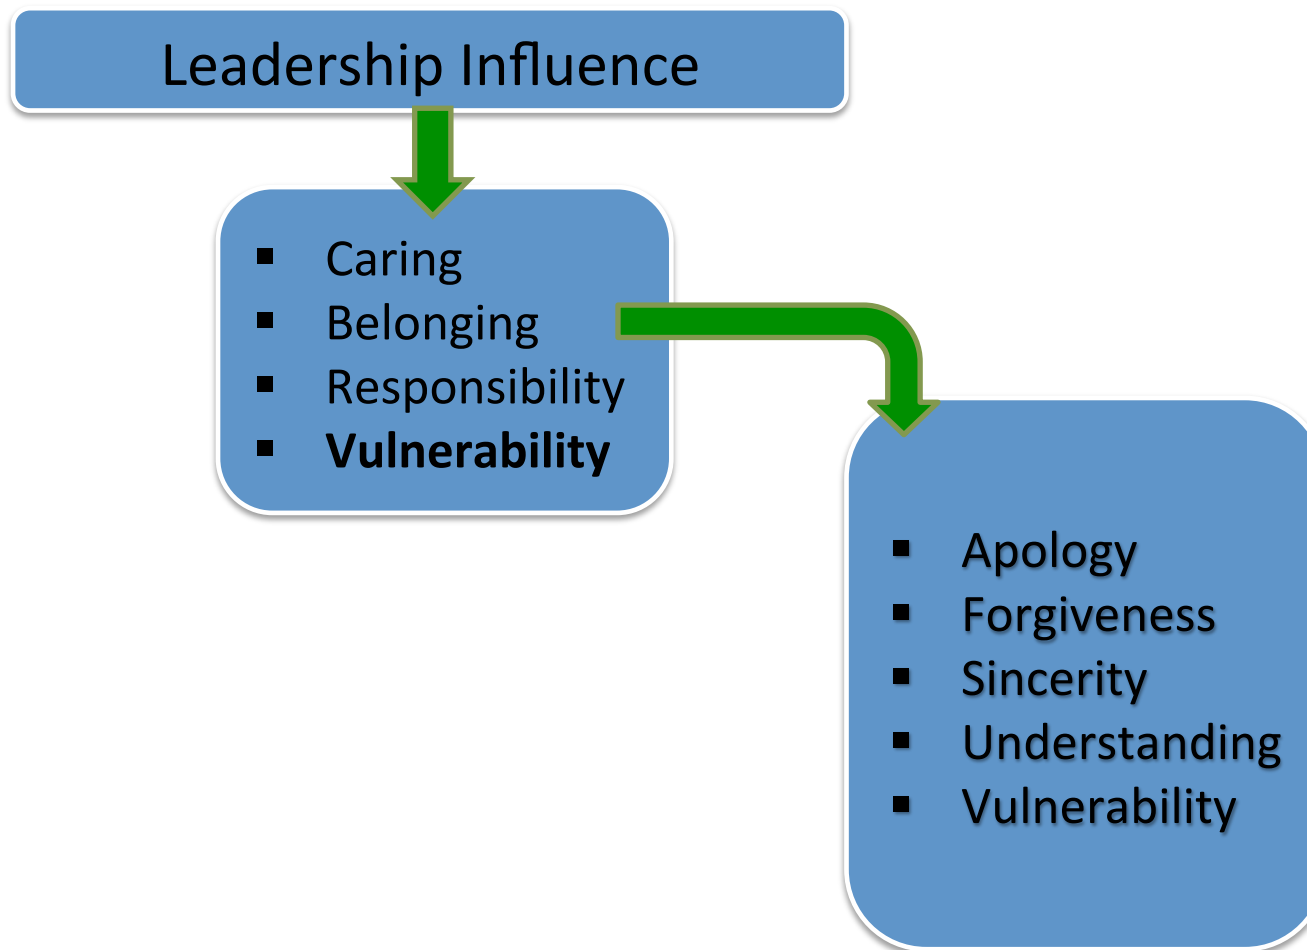 Leadership Influence
▪ Caring
▪ Belonging
▪ Responsibility
▪ Vulnerability
▪ Apology
▪ Forgiveness
▪ Sincerity
▪ Understanding
▪ Vulnerability